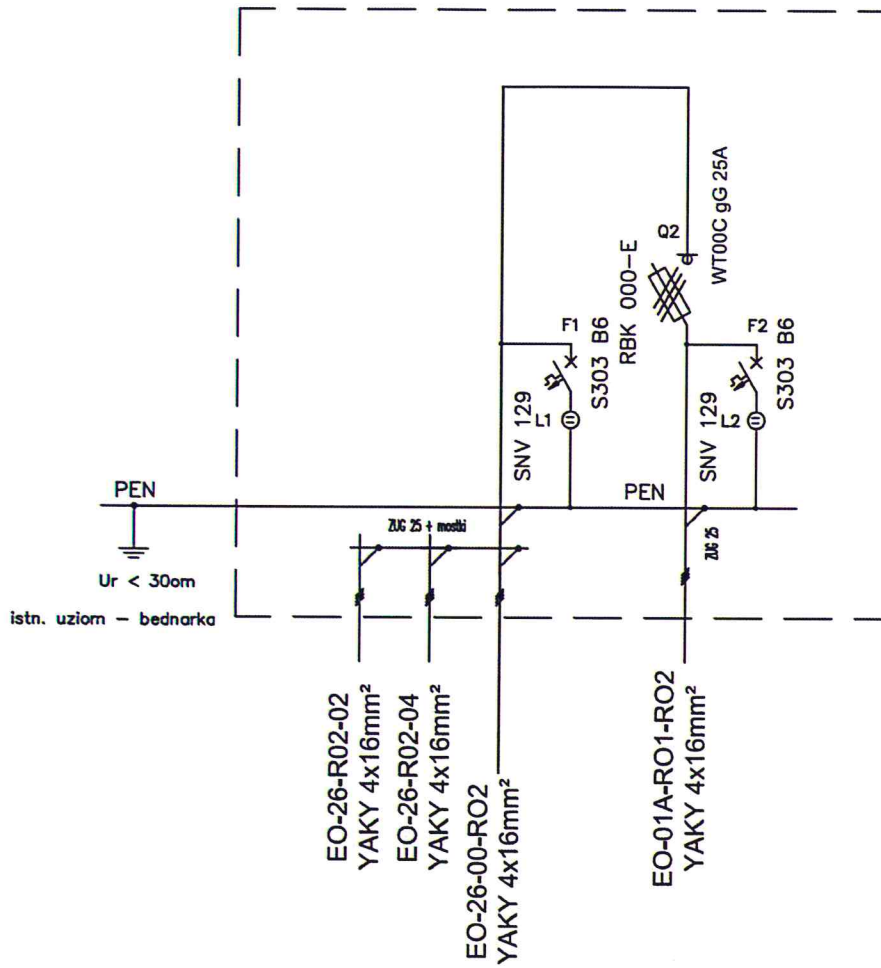 Q2
WT00C gG 25A
RBK 000-E
F1
S303 B6
F2
S303 B6
SNV 129
L1
SNV 129
L2
PEN
PEN
ZUG 25 + mostki
ZUG 25
Ur < 30om
istn. uziom - bednarka
EO-26-R02-02
YAKY 4x16mm²
EO-26-R02-04
YAKY 4x16mm²
EO-26-00-RO2
YAKY 4x16mm²
EO-01A-RO1-RO2
YAKY 4x16mm²